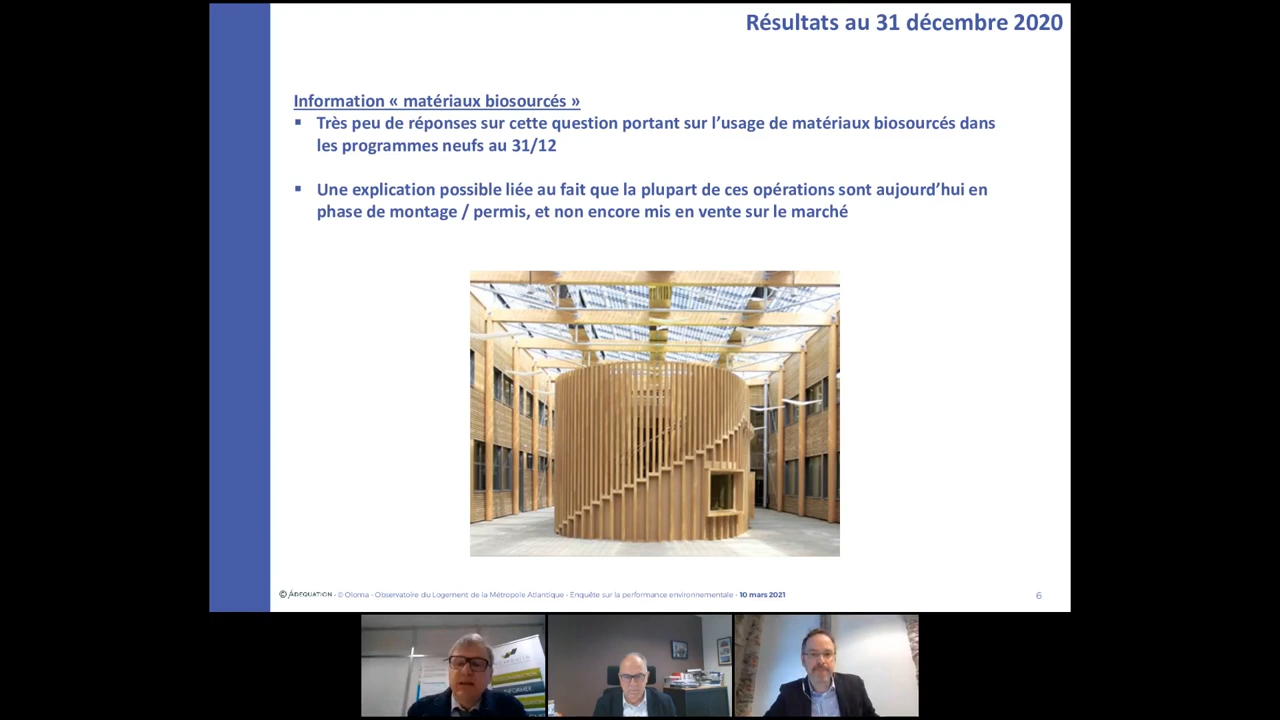 Résultats au 31 décembre 2020
Information « matériaux biosourcés »
▪ Très peu de réponses sur cette question portant sur l’usage de matériaux biosourcés dans
les programmes neufs au 31/12
▪ Une explication possible liée au fait que la plupart de ces opérations sont aujourd’hui en
phase de montage / permis, et non encore mis en vente sur le marché
© ADEQUATION - © Oloma - Observatoire du Logement de la Métropole Atlantique - Enquête sur la performance environnementale - 10 mars 2021
6
INFORMER